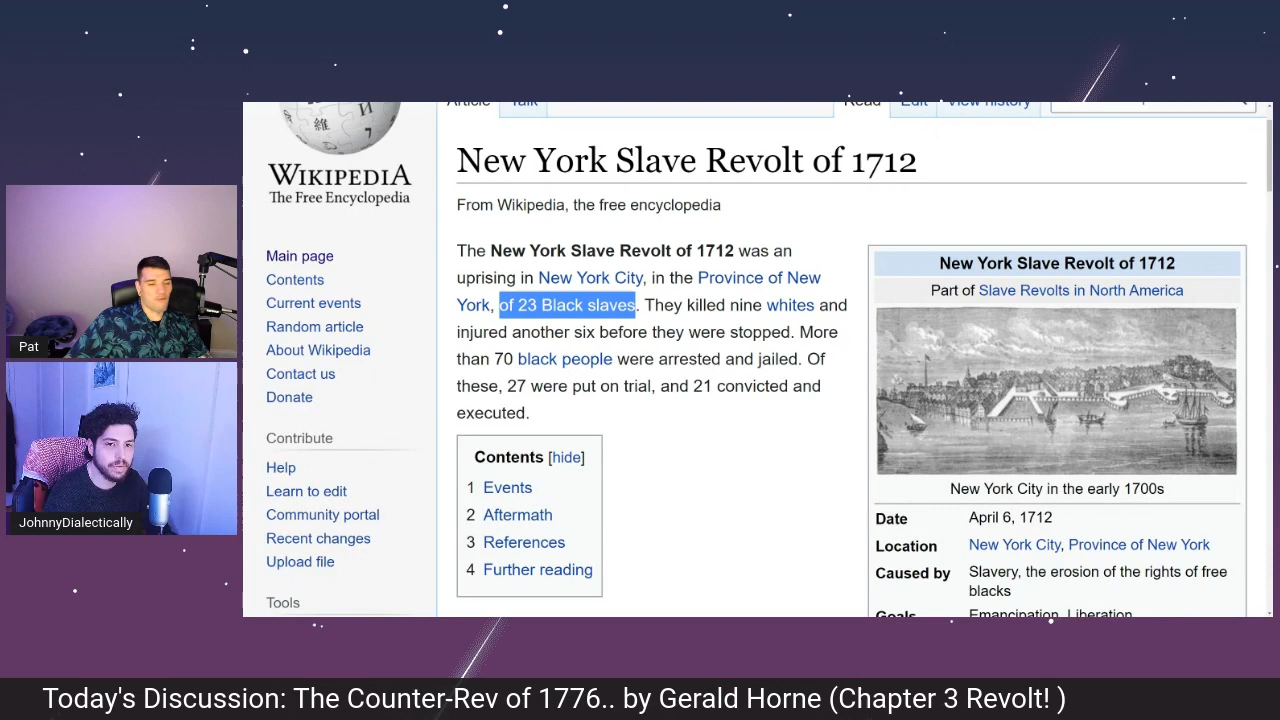 Article Talk Read Edit View history
WIKIPEDIA
The Free Encyclopedia
Main page
Contents
Current events
Random article
About Wikipedia
Contact us
Donate
Contribute
Help
Learn to edit
Community portal
Recent changes
Upload file
Tools
New York Slave Revolt of 1712
From Wikipedia, the free encyclopedia
The New York Slave Revolt of 1712 was an
uprising in New York City, in the Province of New
York, of 23 Black slaves. They killed nine whites and
injured another six before they were stopped. More
than 70 black people were arrested and jailed. Of
these, 27 were put on trial, and 21 convicted and
executed.
Contents [hide]
1 Events
2 Aftermath
3 References
4 Further reading
New York Slave Revolt of 1712
Part of Slave Revolts in North America
New York City in the early 1700s
Date April 6, 1712
Location New York City, Province of New York
Caused by Slavery, the erosion of the rights of free
blacks
Goals Emancipation, Liberation
Pat
JohnnyDialectically
Today's Discussion: The Counter-Rev of 1776.. by Gerald Horne (Chapter 3 Revolt! )